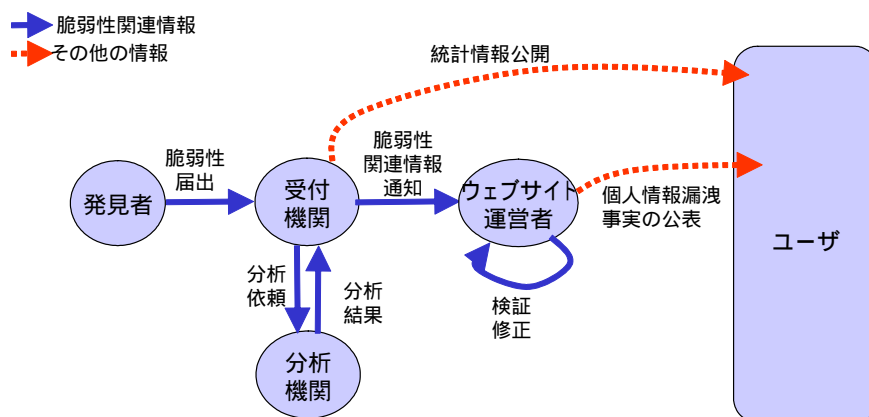 脆弱性関連情報
その他の情報
統計情報公開
脆弱性
届出
脆弱性
関連情報
通知
発見者
受付
機関
ウェブサイト
運営者
個人情報漏洩
事実の公表
ユーザ
分析
依頼
分析
結果
検証
修正
分析
機関